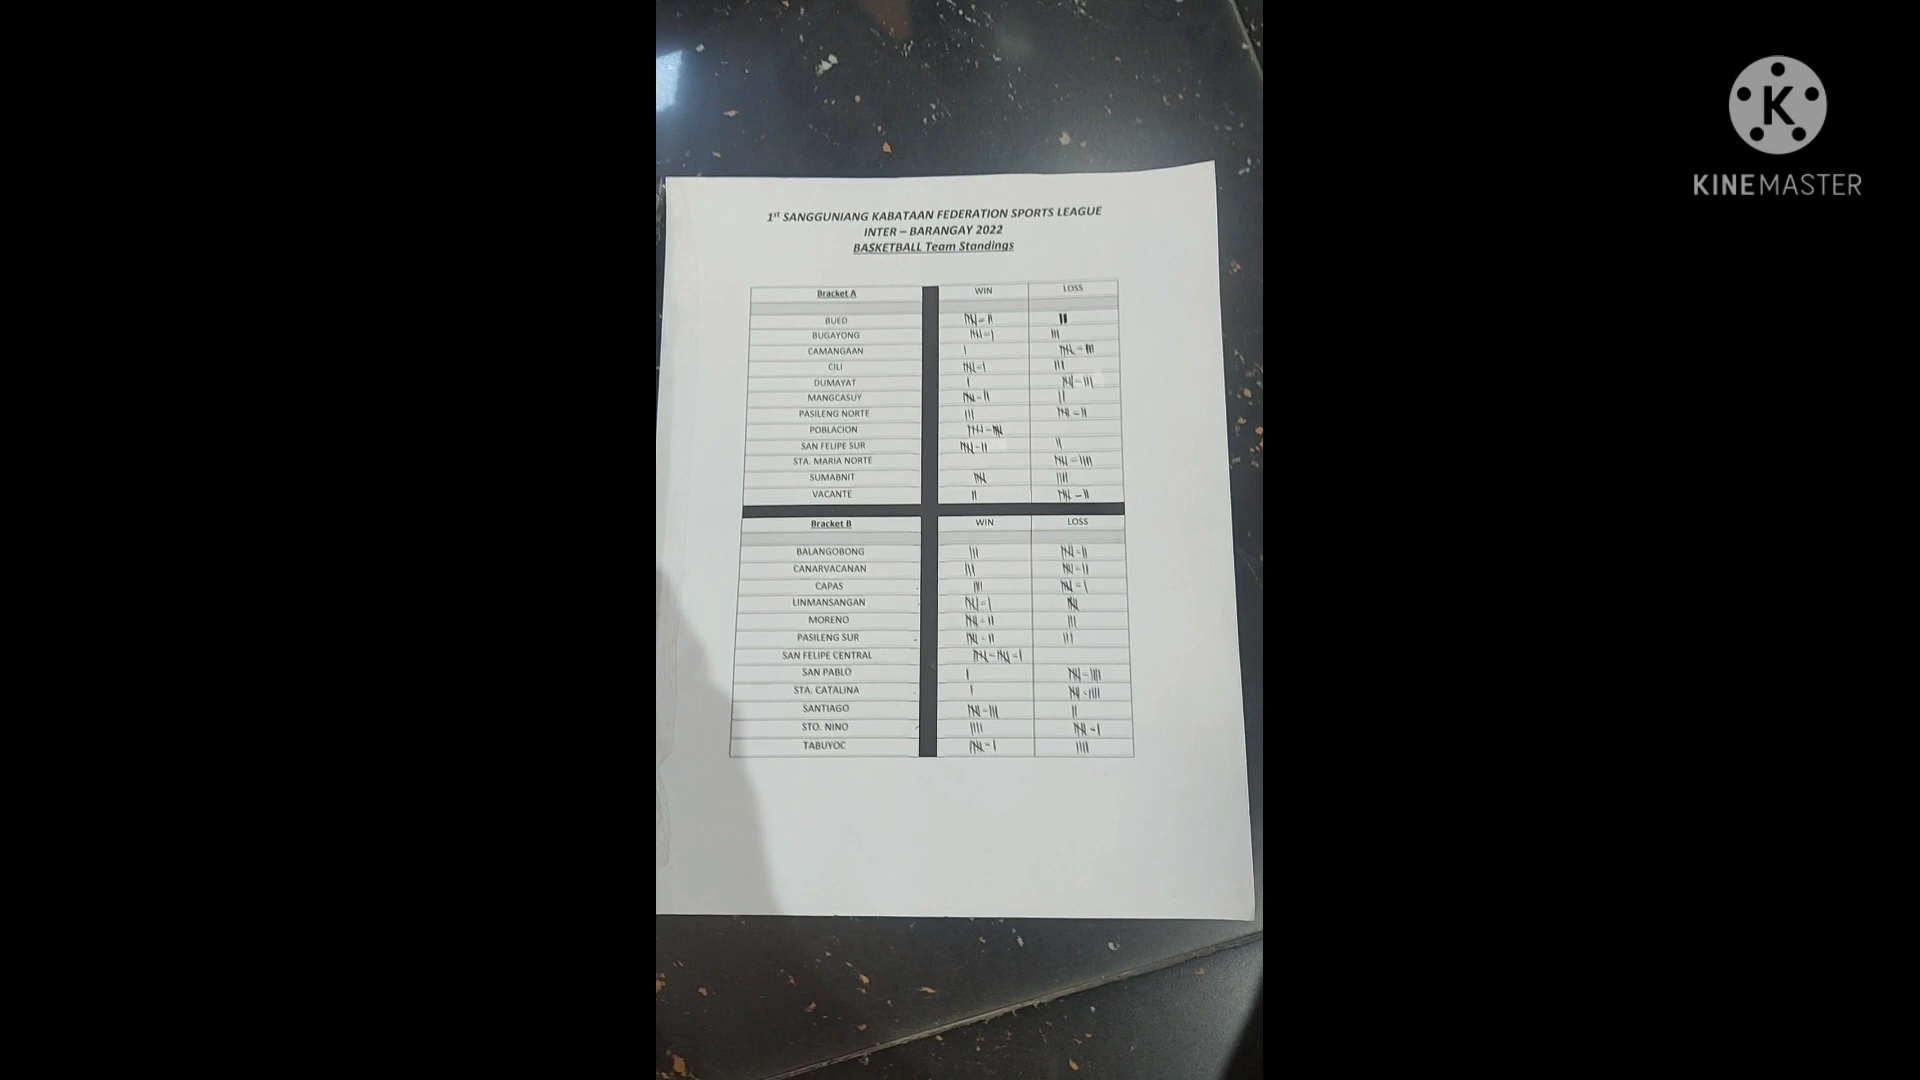 KINEMASTER
1st SANGGUNIANG KABATAAN FEDERATION SPORTS LEAGUE
INTER – BARANGAY 2022
BASKETBALL Team Standings
Bracket A WIN LOSS
BUED
BUGAYONG
CAMANGAAN
CILI
DUMAYAT
MANGCASUY
PASILENG NORTE
POBLACION
SAN FELIPE SUR
STA. MARIA NORTE
SUMABNIT
VACANTE
Bracket B WIN LOSS
BALANGOBONG
CANARVACANAN
CAPAS
LINMANSANGAN
MORENO
PASILENG SUR
SAN FELIPE CENTRAL
SAN PABLO
STA. CATALINA
SANTIAGO
STO. NINO
TABUYOC